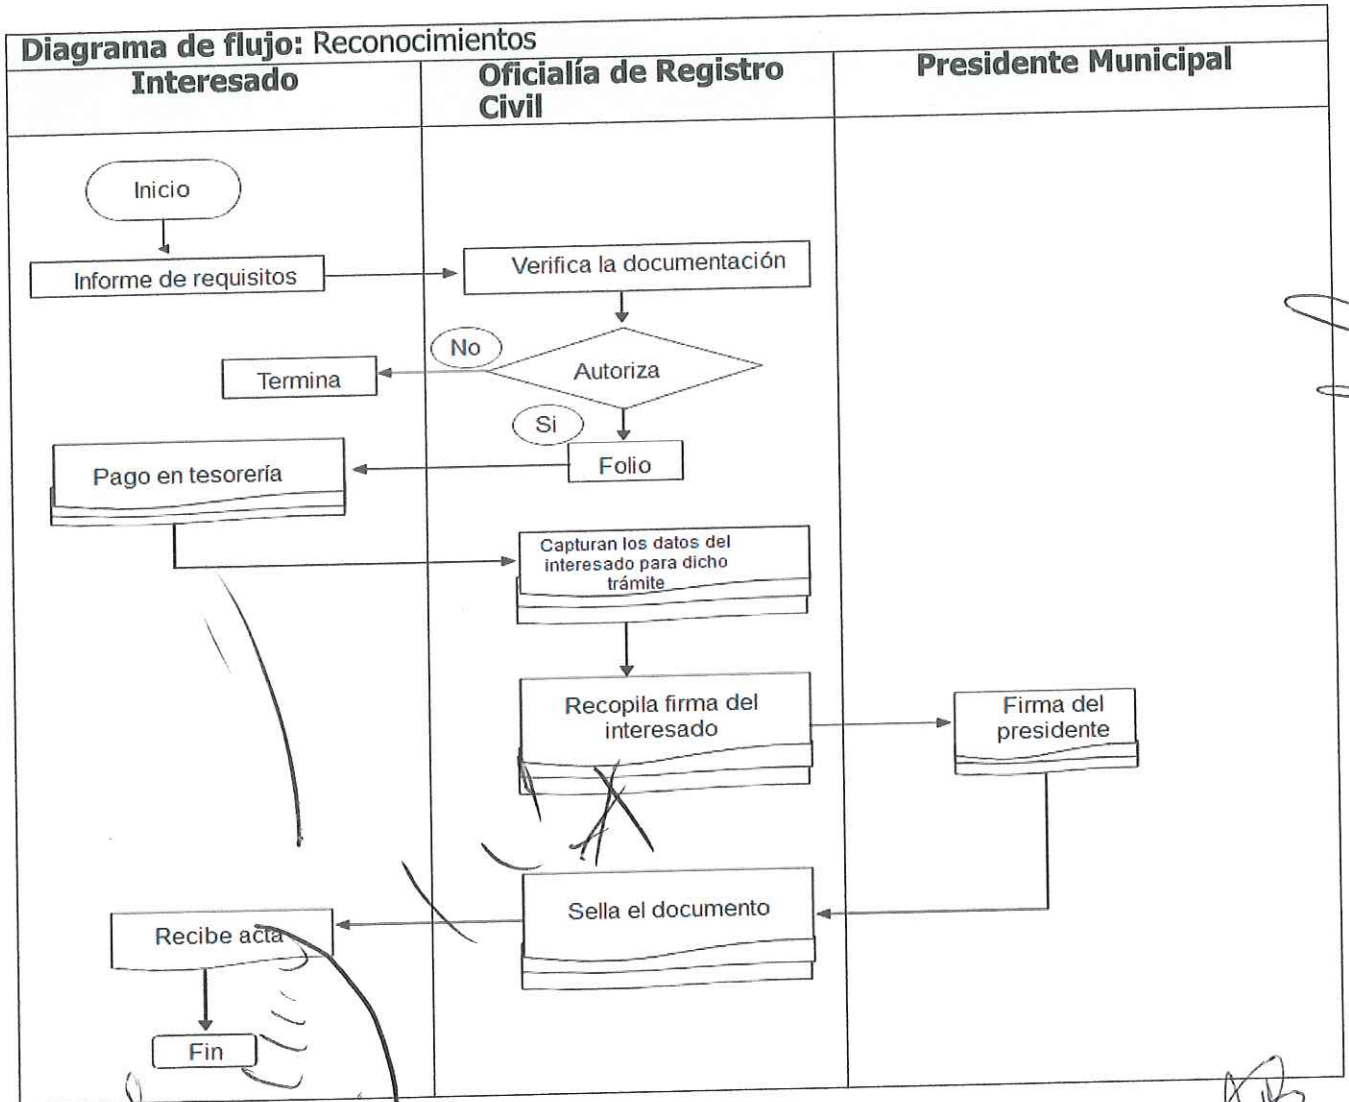 Diagrama de flujo: Reconocimientos
Interesado
Oficialía de Registro
Civil
Presidente Municipal
Inicio
Informe de requisitos
Verifica la documentación
No
Autoriza
Termina
Si
Folio
Pago en tesorería
Capturan los datos del
interesado para dicho
trámite
Recopila firma del
interesado
Firma del
presidente
Sella el documento
Recibe acta
Fin